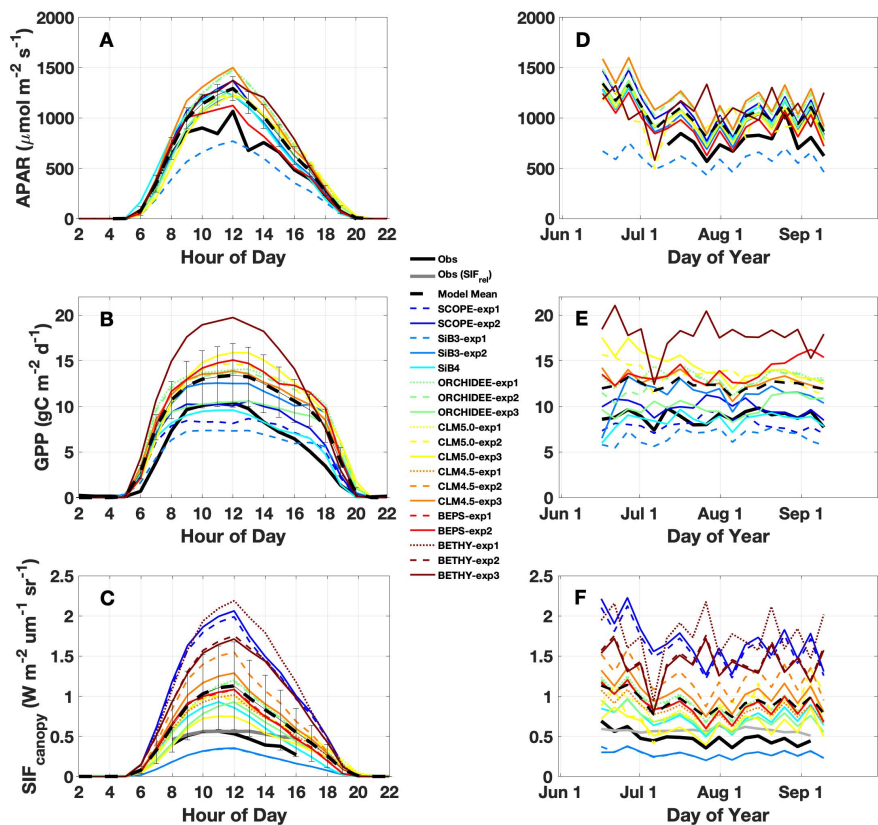 A
2000
1500
1000
500
0
APAR (μmol m⁻² s⁻¹)
2 4 6 8 10 12 14 16 18 20 22
Hour of Day
D
2000
1500
1000
500
0
Jun 1 Jul 1 Aug 1 Sep 1
Day of Year
Obs
Obs (SIF_rel)
Model Mean
SCOPE-exp1
SCOPE-exp2
SiB3-exp1
SiB3-exp2
SiB4
ORCHIDEE-exp1
ORCHIDEE-exp2
ORCHIDEE-exp3
CLM5.0-exp1
CLM5.0-exp2
CLM5.0-exp3
CLM4.5-exp1
CLM4.5-exp2
CLM4.5-exp3
BEPS-exp1
BEPS-exp2
BETHY-exp1
BETHY-exp2
BETHY-exp3
B
20
15
10
5
0
GPP (gC m⁻² d⁻¹)
2 4 6 8 10 12 14 16 18 20 22
Hour of Day
E
20
15
10
5
0
Jun 1 Jul 1 Aug 1 Sep 1
Day of Year
C
2.5
2
1.5
1
0.5
0
SIF_canopy (W m⁻² um⁻¹ sr⁻¹)
2 4 6 8 10 12 14 16 18 20 22
Hour of Day
F
2.5
2
1.5
1
0.5
0
Jun 1 Jul 1 Aug 1 Sep 1
Day of Year